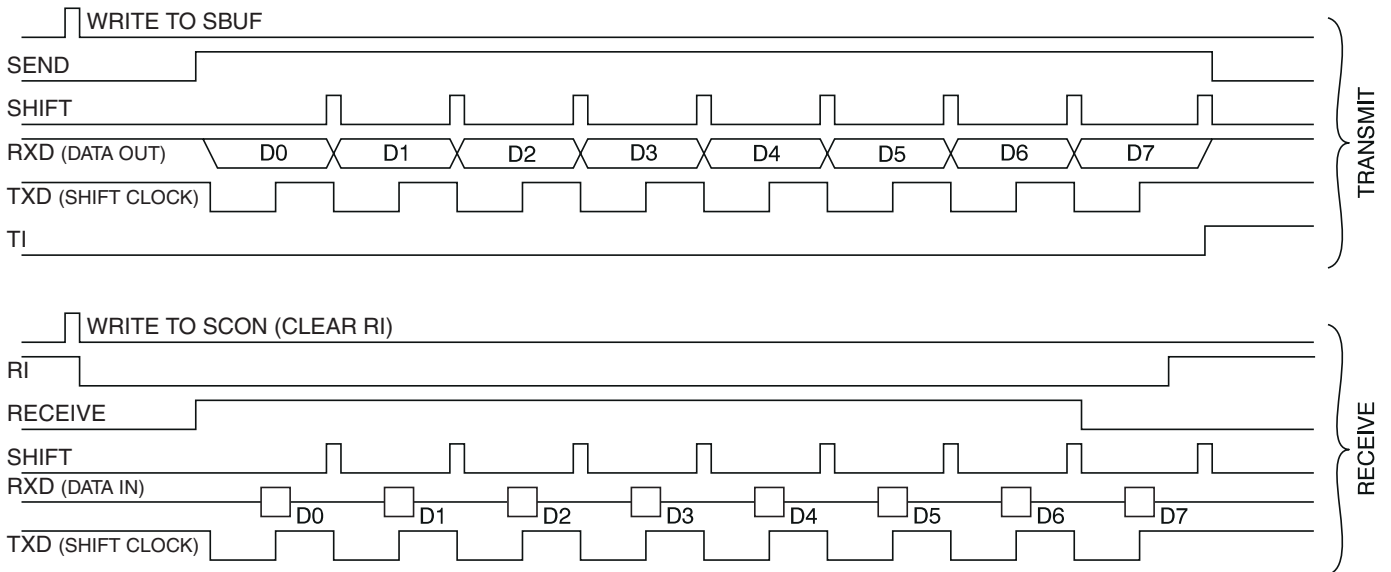 WRITE TO SBUF
SEND
SHIFT
RXD (DATA OUT) D0 D1 D2 D3 D4 D5 D6 D7
TXD (SHIFT CLOCK)
TI
TRANSMIT
WRITE TO SCON (CLEAR RI)
RI
RECEIVE
SHIFT
RXD (DATA IN) D0 D1 D2 D3 D4 D5 D6 D7
TXD (SHIFT CLOCK)
RECEIVE